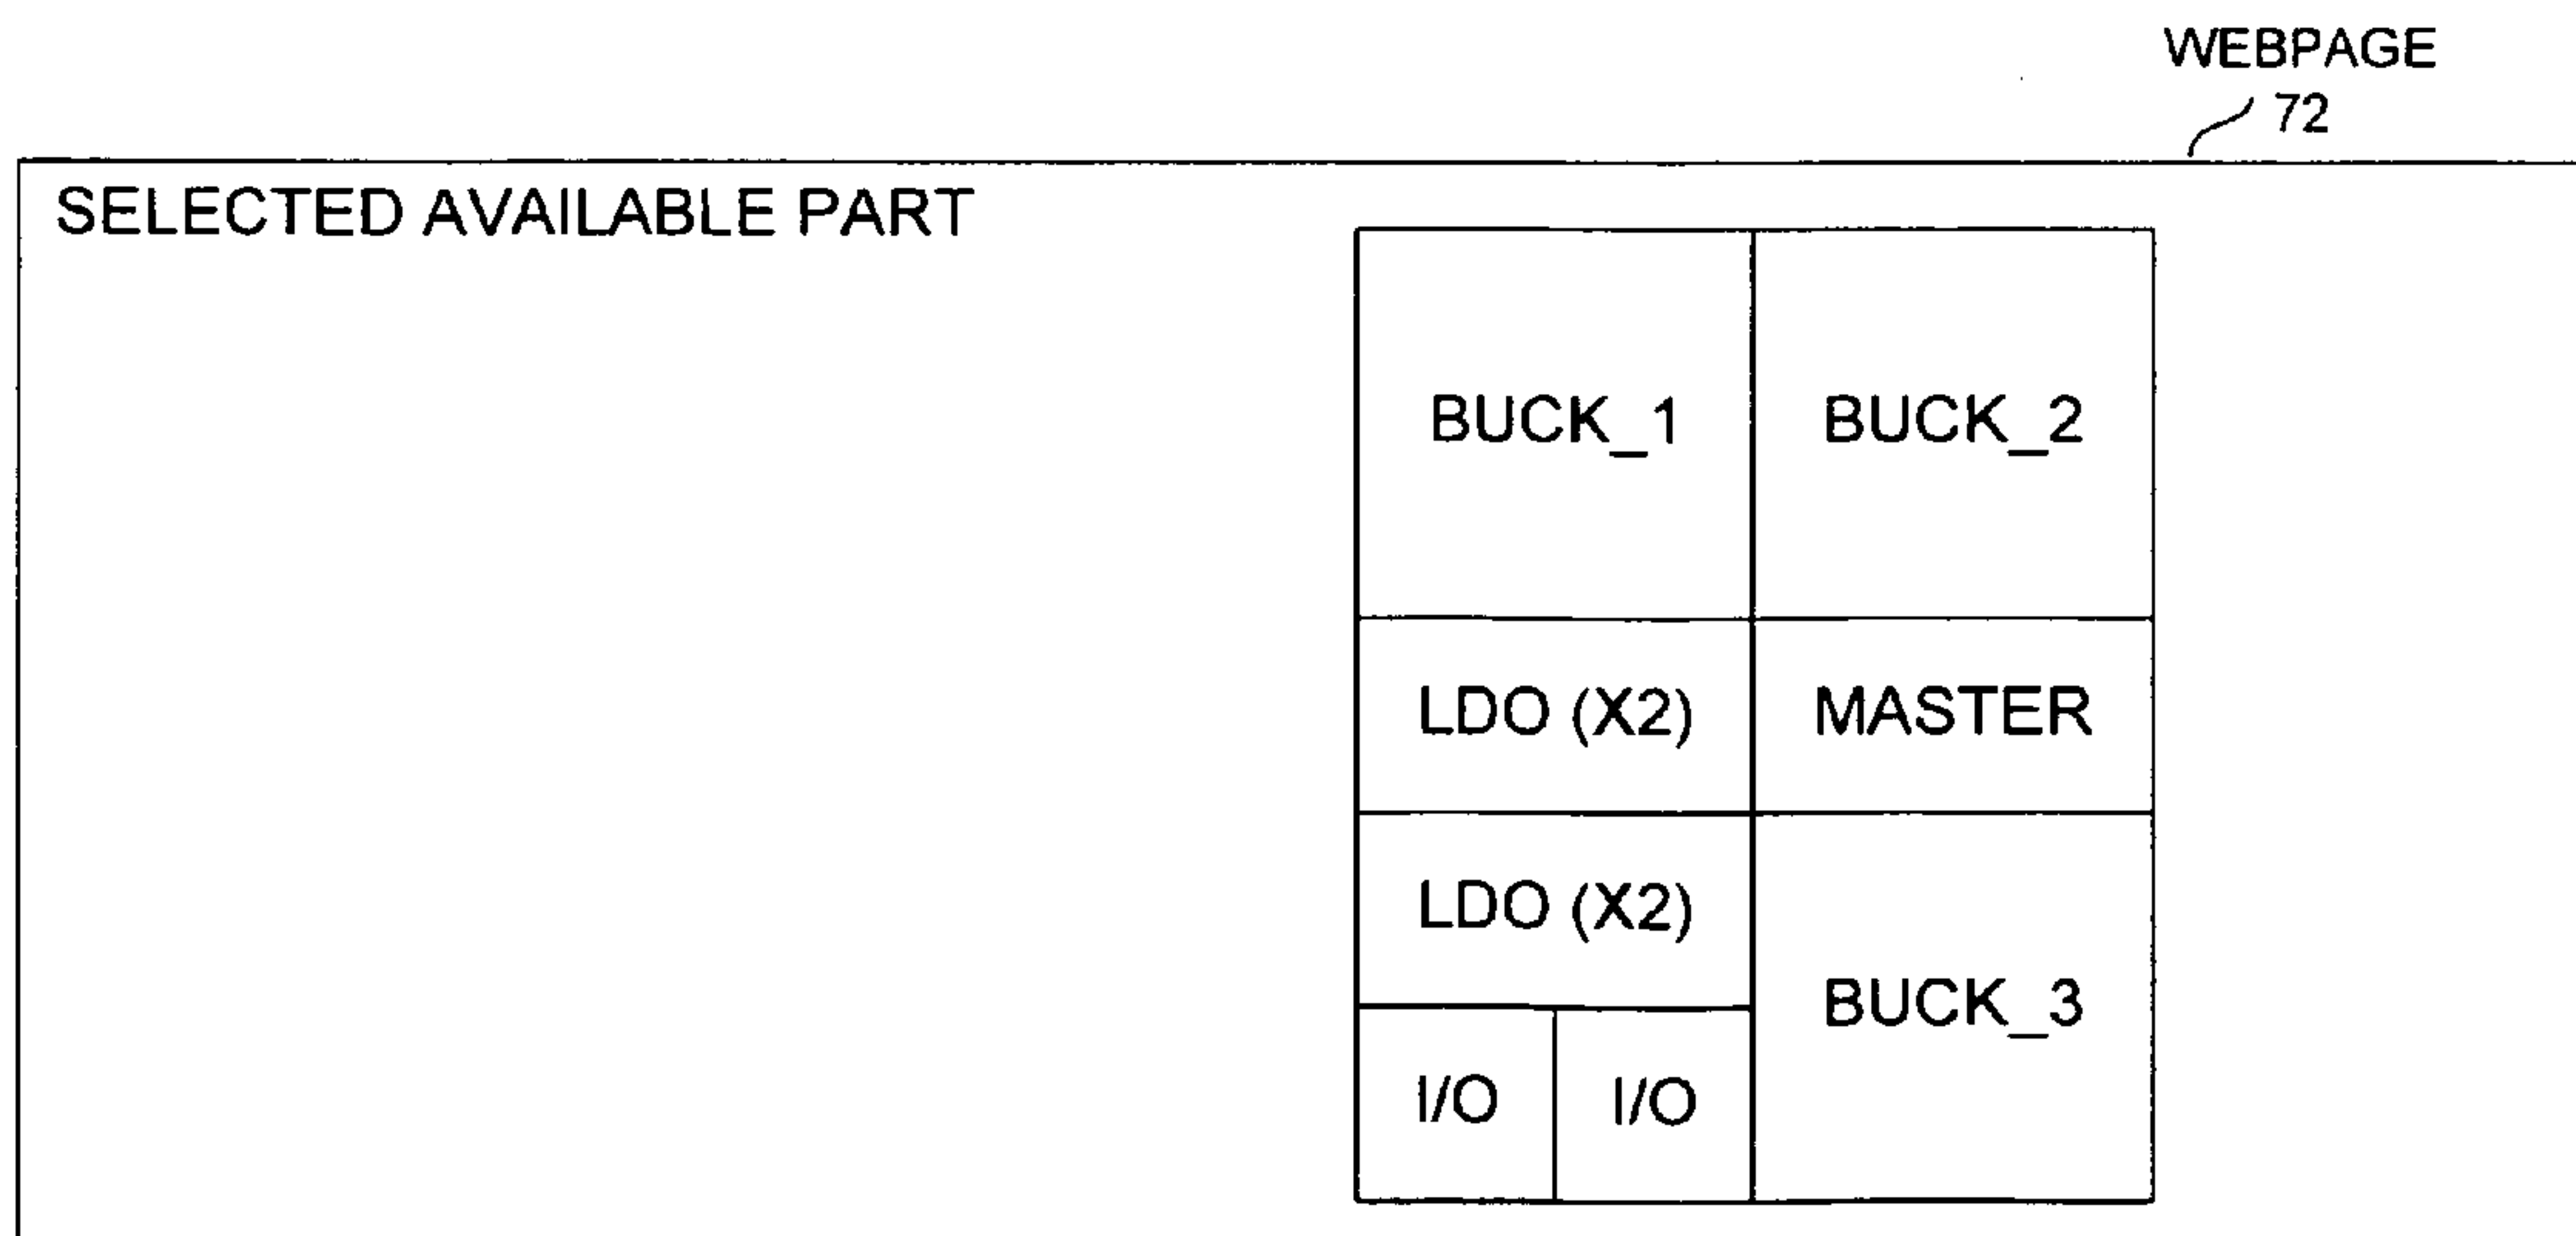 WEBPAGE
72
SELECTED AVAILABLE PART
BUCK_1 BUCK_2
LDO (X2) MASTER
LDO (X2)
BUCK_3
I/O I/O